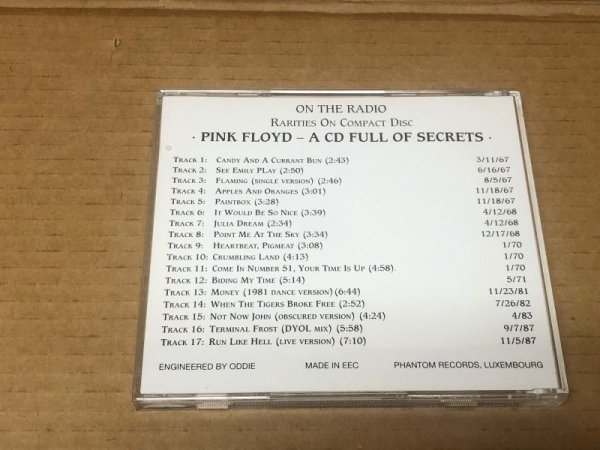 ON THE RADIO
RARITIES ON COMPACT DISC
· PINK FLOYD – A CD FULL OF SECRETS ·
TRACK 1: CANDY AND A CURRANT BUN (2:43) 3/11/67
TRACK 2: SEE EMILY PLAY (2:50) 6/16/67
TRACK 3: FLAMING (SINGLE VERSION) (2:46) 8/5/67
TRACK 4: APPLES AND ORANGES (3:01) 11/18/67
TRACK 5: PAINTBOX (3:28) 11/18/67
TRACK 6: IT WOULD BE SO NICE (3:39) 4/12/68
TRACK 7: JULIA DREAM (2:34) 4/12/68
TRACK 8: POINT ME AT THE SKY (3:34) 12/17/68
TRACK 9: HEARTBEAT, PIGMEAT (3:08) 1/70
TRACK 10: CRUMBLING LAND (4:13) 1/70
TRACK 11: COME IN NUMBER 51, YOUR TIME IS UP (4:58) 1/70
TRACK 12: BIDING MY TIME (5:14) 5/71
TRACK 13: MONEY (1981 DANCE VERSION) (6:44) 11/23/81
TRACK 14: WHEN THE TIGERS BROKE FREE (2:52) 7/26/82
TRACK 15: NOT NOW JOHN (OBSCURED VERSION) (4:24) 4/83
TRACK 16: TERMINAL FROST (DYOL MIX) (5:58) 9/7/87
TRACK 17: RUN LIKE HELL (LIVE VERSION) (7:10) 11/5/87
ENGINEERED BY ODDIE MADE IN EEC PHANTOM RECORDS, LUXEMBOURG